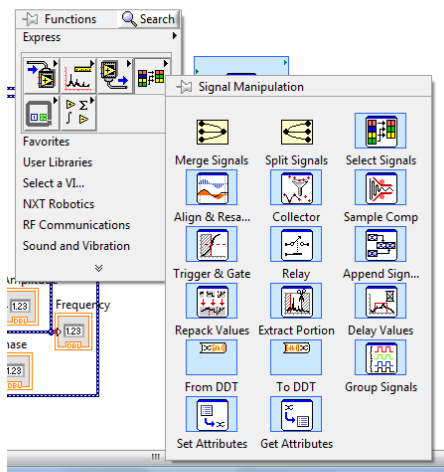 Functions
Search
Express
Favorites
User Libraries
Select a VI...
NXT Robotics
RF Communications
Sound and Vibration
Signal Manipulation
Merge Signals Split Signals Select Signals
Align & Resa... Collector Sample Comp
Trigger & Gate Relay Append Sign...
Repack Values Extract Portion Delay Values
From DDT To DDT Group Signals
Set Attributes Get Attributes
Frequency
1.23
DBL
1.23
DBL
hase
1.23
DBL